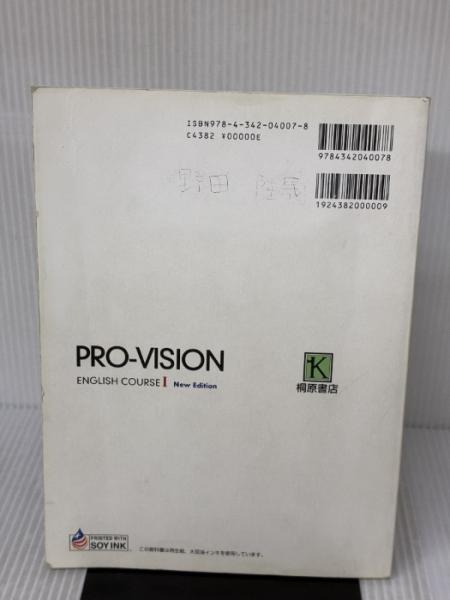 ISBN978-4-342-04007-8
C4382 ¥00000E
9784342040078
野田
1924382000009
PRO-VISION
ENGLISH COURSE I New Edition
K
桐原書店
PRINTED WITH
SOY INK
この教科書は再生紙、大豆油インキを使用しています。